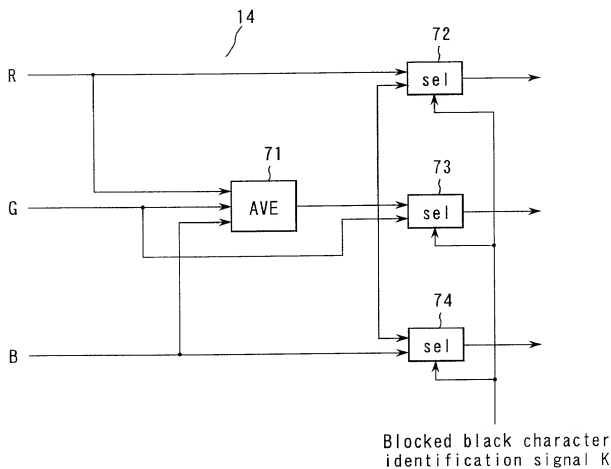 14
72
R
sel
71
73
G
AVE
sel
74
B
sel
Blocked black character
identification signal K